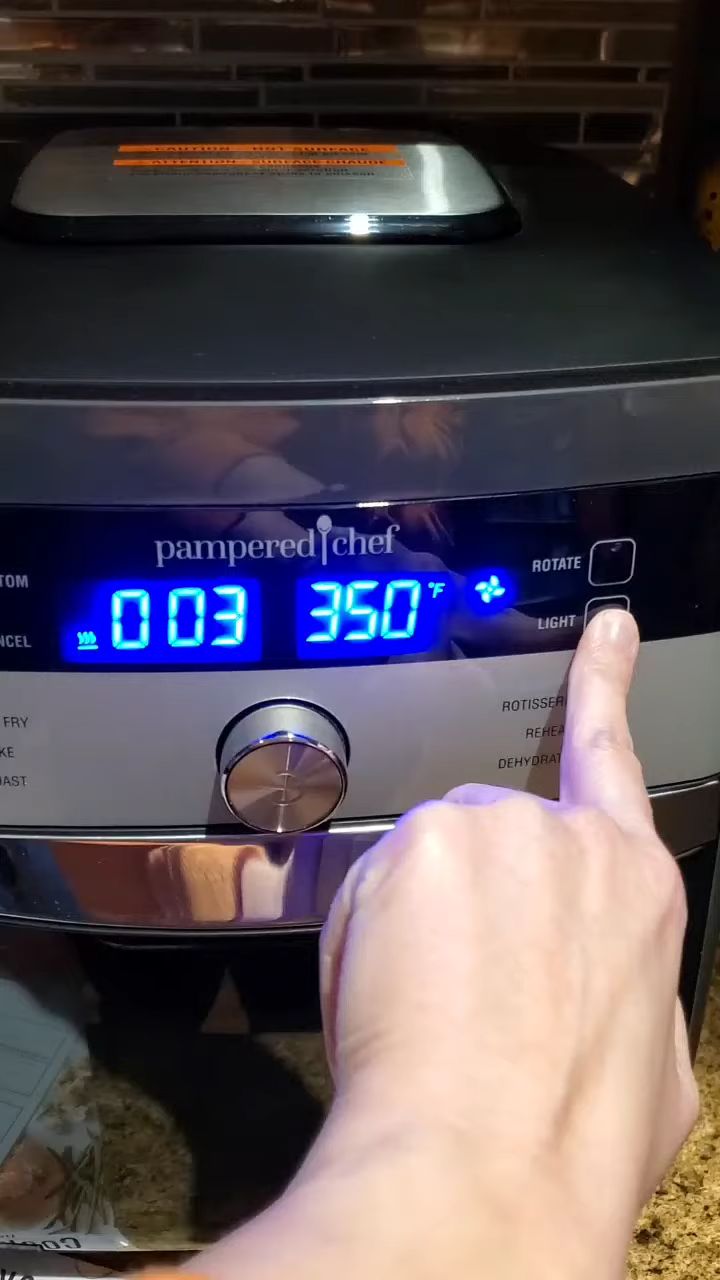 CAUTION - HOT SURFACE
ATTENTION - SURFACE CHAUDE
pampered chef
TOM
ROTATE
003 350°F
NCEL
LIGHT
FRY
ROTISSER
KE
REHEA
OAST
DEHYDRAT